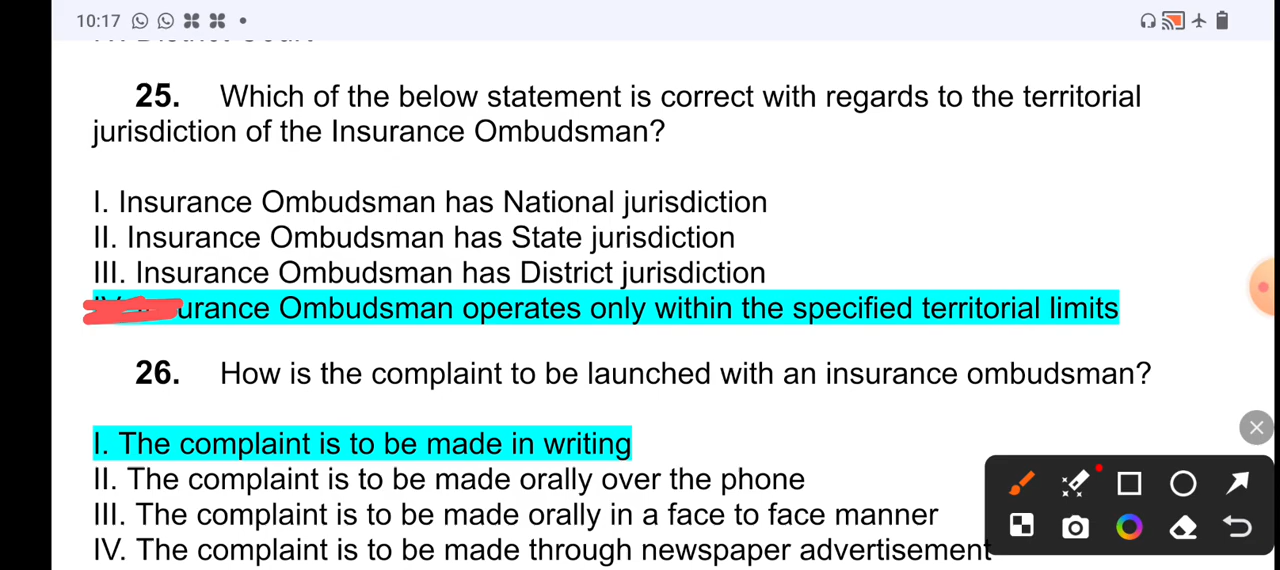 10:17
25. Which of the below statement is correct with regards to the territorial
jurisdiction of the Insurance Ombudsman?
I. Insurance Ombudsman has National jurisdiction
II. Insurance Ombudsman has State jurisdiction
III. Insurance Ombudsman has District jurisdiction
urance Ombudsman operates only within the specified territorial limits
26. How is the complaint to be launched with an insurance ombudsman?
I. The complaint is to be made in writing
II. The complaint is to be made orally over the phone
III. The complaint is to be made orally in a face to face manner
IV. The complaint is to be made through newspaper advertisement